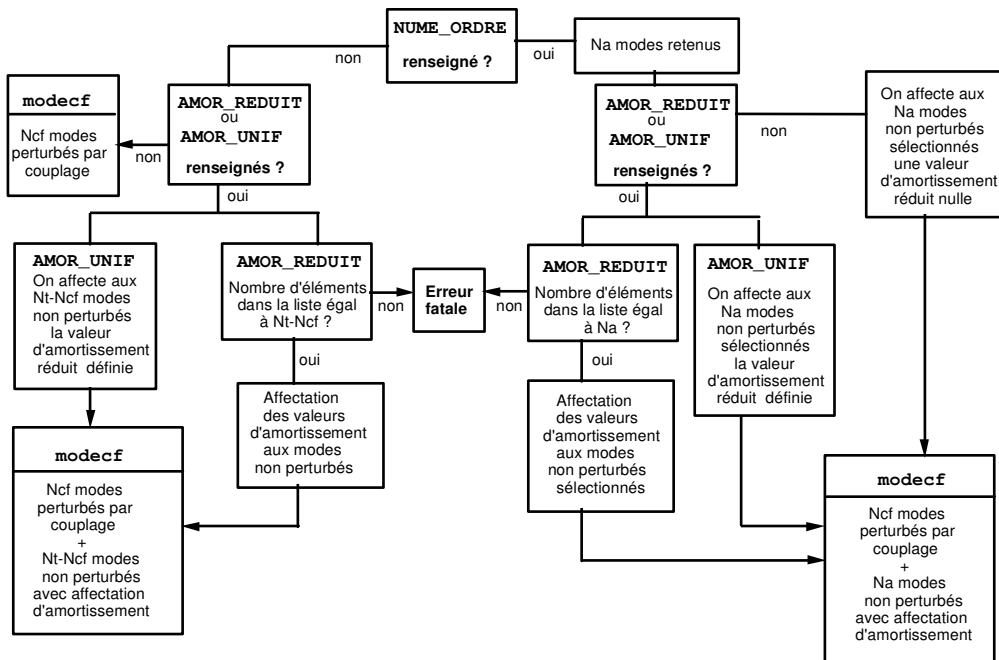 NUME_ORDRE
renseigné ?
non
oui
Na modes retenus
modecf
Ncf modes
perturbés par
couplage
non
AMOR_REDUIT
ou
AMOR_UNIF
renseignés ?
oui
AMOR_REDUIT
ou
AMOR_UNIF
renseignés ?
non
oui
On affecte aux
Na modes
non perturbés
sélectionnés
une valeur
d'amortissement
réduit nulle
AMOR_UNIF
On affecte aux
Nt-Ncf modes
non perturbés
la valeur
d'amortissement
réduit définie
AMOR_REDUIT
Nombre d'éléments
dans la liste égal
à Nt-Ncf ?
non
oui
Erreur
fatale
non
AMOR_REDUIT
Nombre d'éléments
dans la liste égal
à Na ?
oui
AMOR_UNIF
On affecte aux
Na modes
non perturbés
sélectionnés
la valeur
d'amortissement
réduit définie
Affectation
des valeurs
d'amortissement
aux modes
non perturbés
Affectation
des valeurs
d'amortissement
aux modes
non perturbés
sélectionnés
modecf
Ncf modes
perturbés par
couplage
+
Nt-Ncf modes
non perturbés
avec affectation
d'amortissement
modecf
Ncf modes
perturbés par
couplage
+
Na modes
non perturbés
avec affectation
d'amortissement